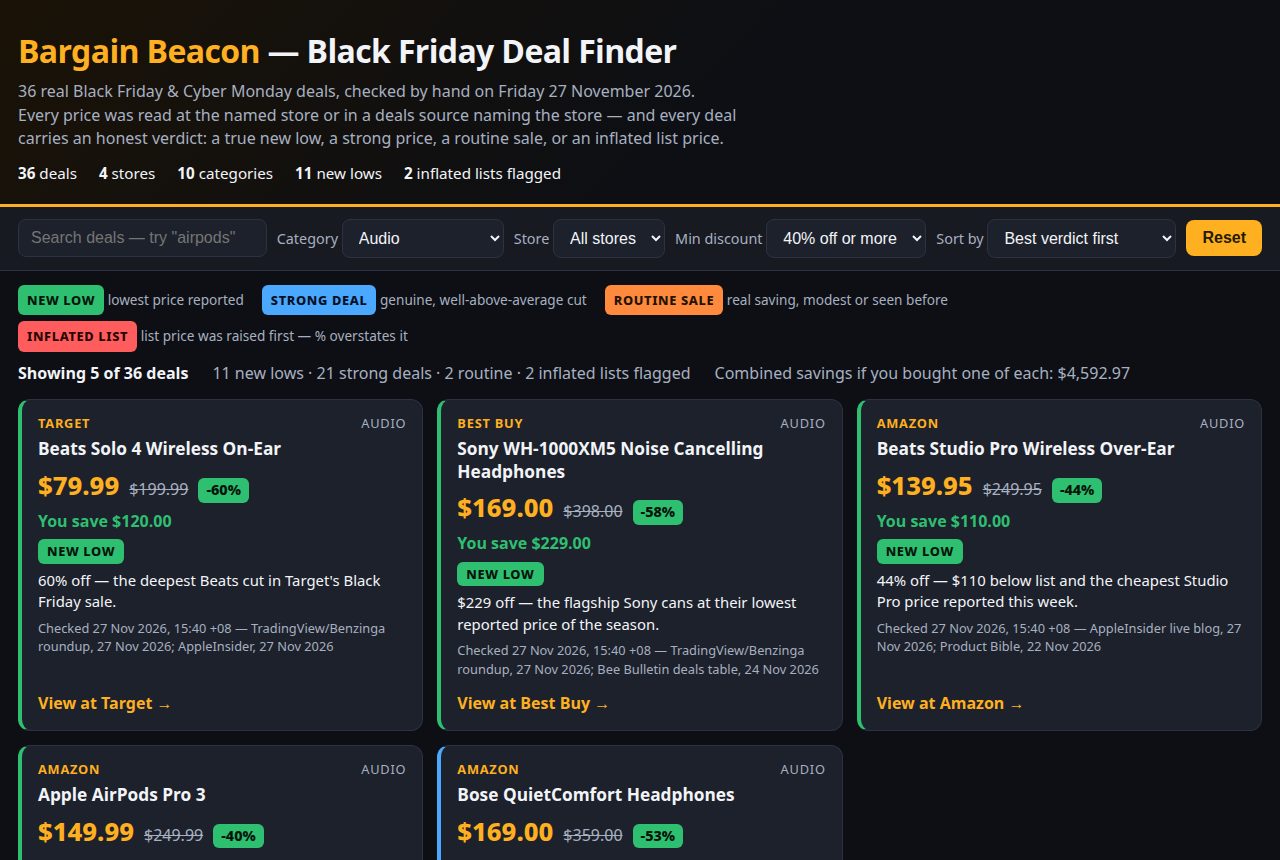 Bargain Beacon — Black Friday Deal Finder
36 real Black Friday & Cyber Monday deals, checked by hand on Friday 27 November 2026.
Every price was read at the named store or in a deals source naming the store — and every deal
carries an honest verdict: a true new low, a strong price, a routine sale, or an inflated list price.
36 deals 4 stores 10 categories 11 new lows 2 inflated lists flagged
Search deals — try "airpods" Category Audio Store All stores Min discount 40% off or more Sort by Best verdict first Reset
NEW LOW lowest price reported STRONG DEAL genuine, well-above-average cut ROUTINE SALE real saving, modest or seen before
INFLATED LIST list price was raised first — % overstates it
Showing 5 of 36 deals 11 new lows · 21 strong deals · 2 routine · 2 inflated lists flagged Combined savings if you bought one of each: $4,592.97
TARGET AUDIO
Beats Solo 4 Wireless On-Ear
$79.99 $199.99 -60%
You save $120.00
NEW LOW
60% off — the deepest Beats cut in Target's Black
Friday sale.
Checked 27 Nov 2026, 15:40 +08 — TradingView/Benzinga
roundup, 27 Nov 2026; AppleInsider, 27 Nov 2026
View at Target →
BEST BUY AUDIO
Sony WH-1000XM5 Noise Cancelling
Headphones
$169.00 $398.00 -58%
You save $229.00
NEW LOW
$229 off — the flagship Sony cans at their lowest
reported price of the season.
Checked 27 Nov 2026, 15:40 +08 — TradingView/Benzinga
roundup, 27 Nov 2026; Bee Bulletin deals table, 24 Nov 2026
View at Best Buy →
AMAZON AUDIO
Beats Studio Pro Wireless Over-Ear
$139.95 $249.95 -44%
You save $110.00
NEW LOW
44% off — $110 below list and the cheapest Studio
Pro price reported this week.
Checked 27 Nov 2026, 15:40 +08 — AppleInsider live blog, 27
Nov 2026; Product Bible, 22 Nov 2026
View at Amazon →
AMAZON AUDIO
Apple AirPods Pro 3
$149.99 $249.99 -40%
AMAZON AUDIO
Bose QuietComfort Headphones
$169.00 $359.00 -53%